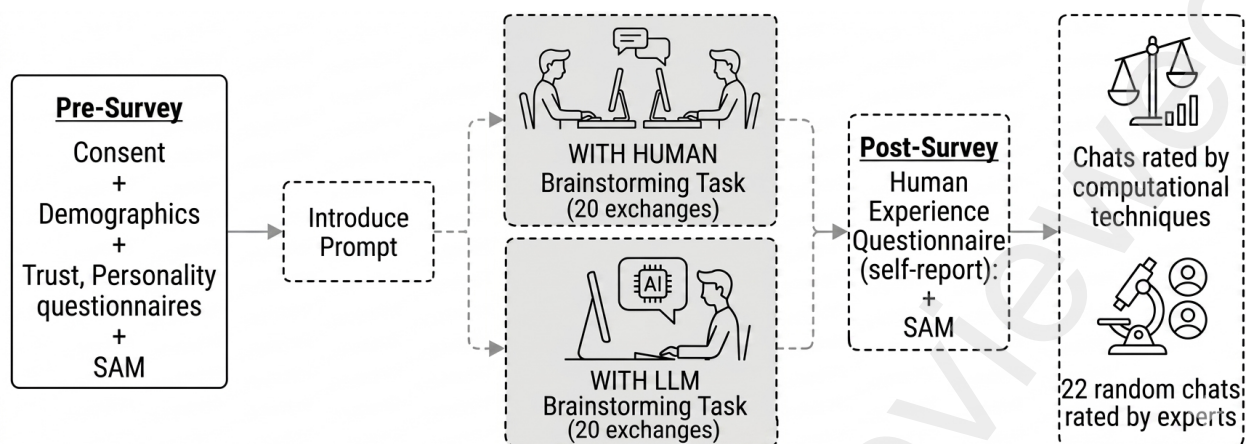 Pre-Survey
Consent
+
Demographics
+
Trust, Personality
questionnaires
+
SAM
Introduce
Prompt
WITH HUMAN
Brainstorming Task
(20 exchanges)
AI
WITH LLM
Brainstorming Task
(20 exchanges)
Post-Survey
Human
Experience
Questionnaire
(self-report):
+
SAM
Chats rated by
computational
techniques
22 random chats
rated by experts
viewed